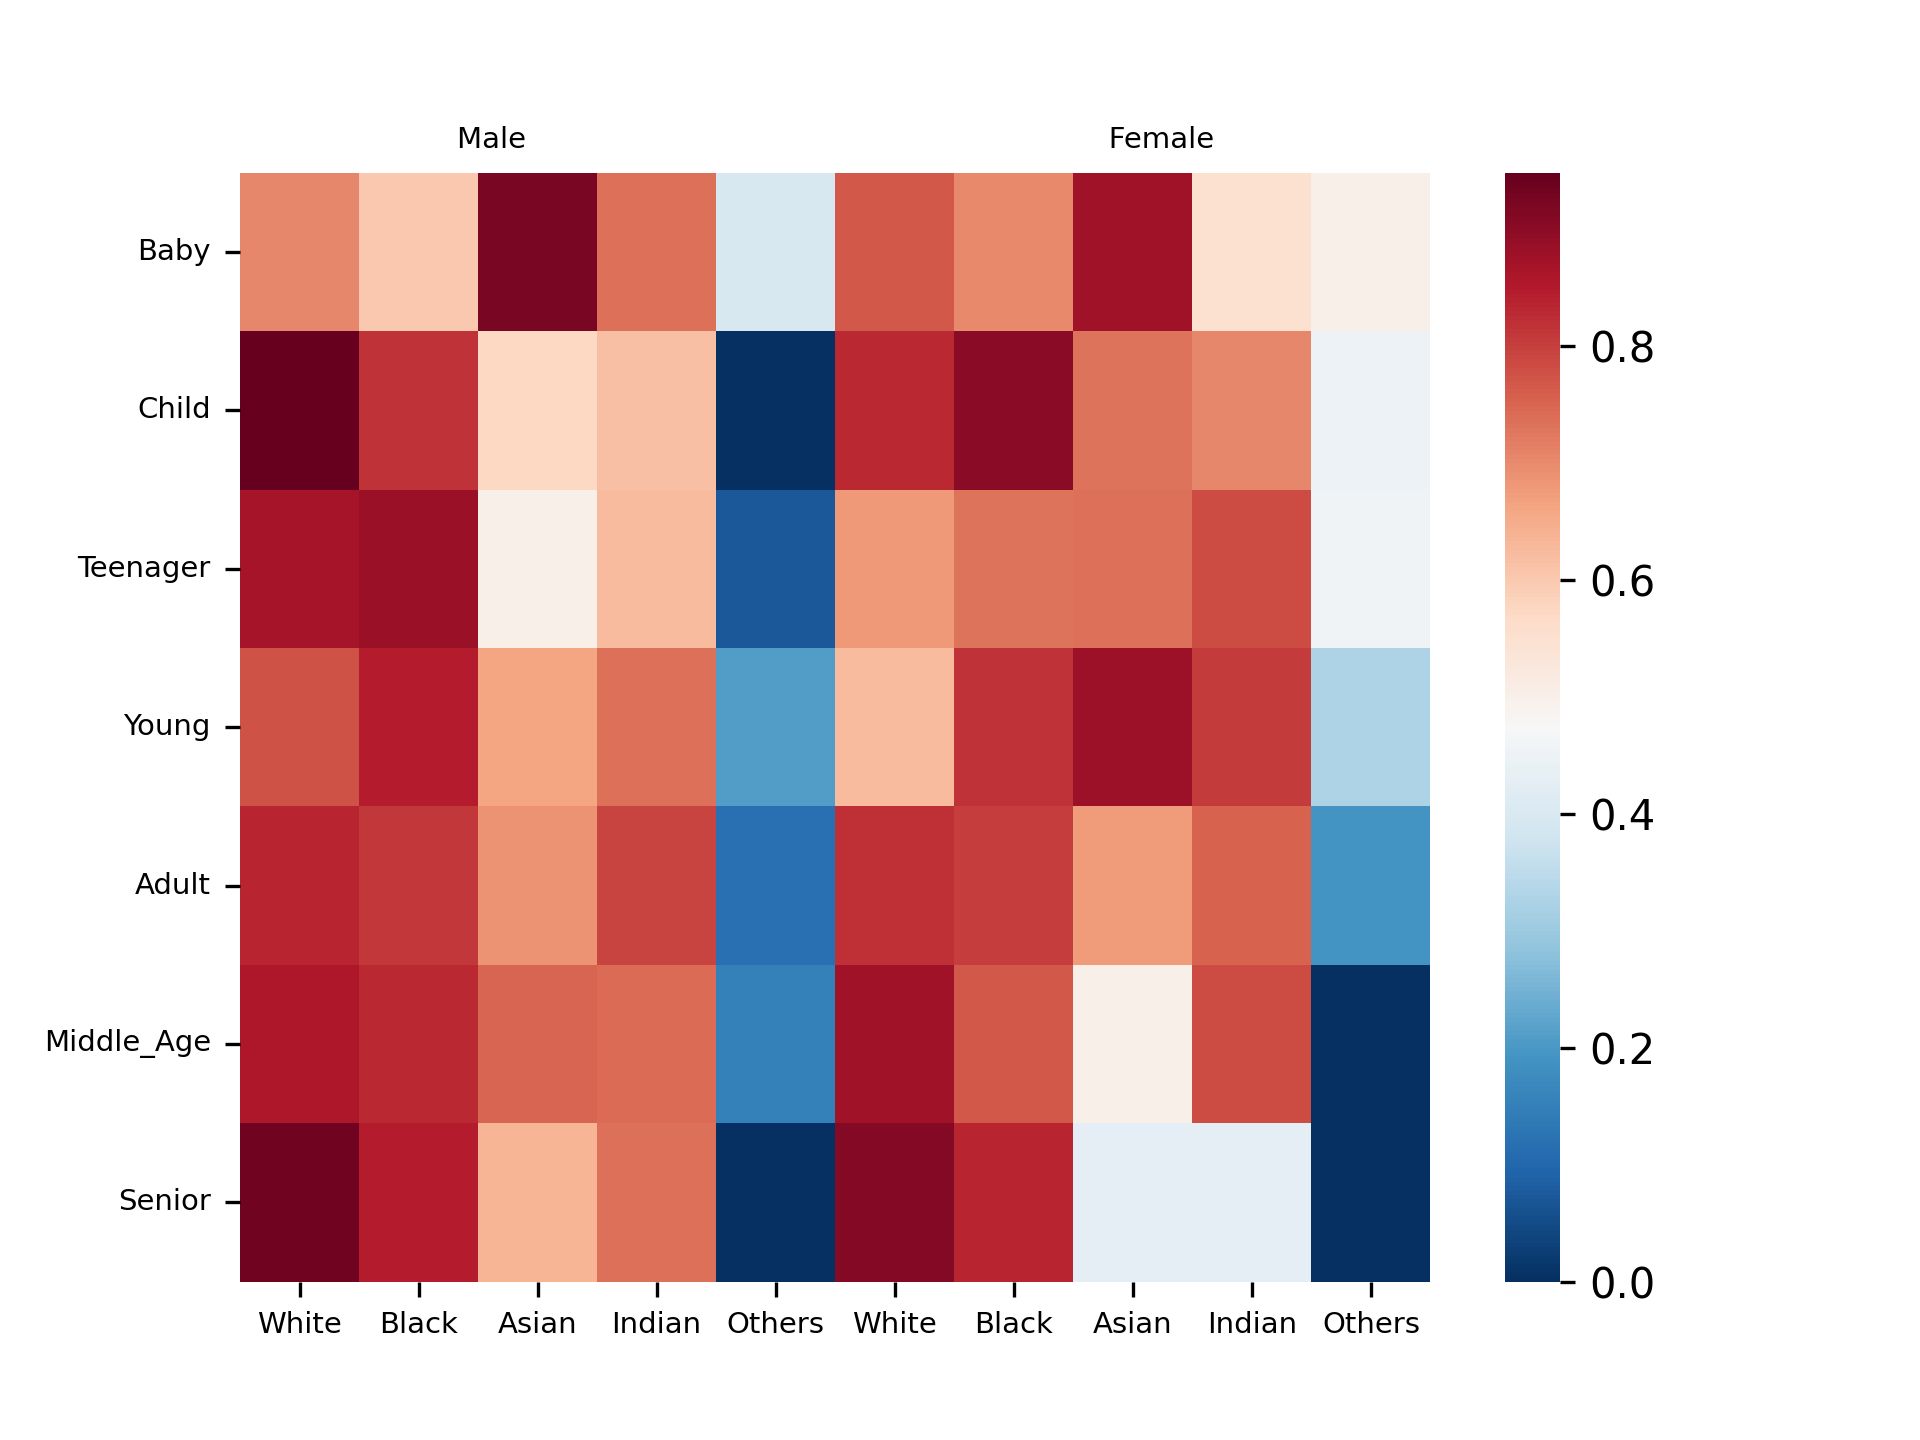 Male Female
Baby
Child
Teenager
Young
Adult
Middle_Age
Senior
White Black Asian Indian Others White Black Asian Indian Others
0.8
0.6
0.4
0.2
0.0